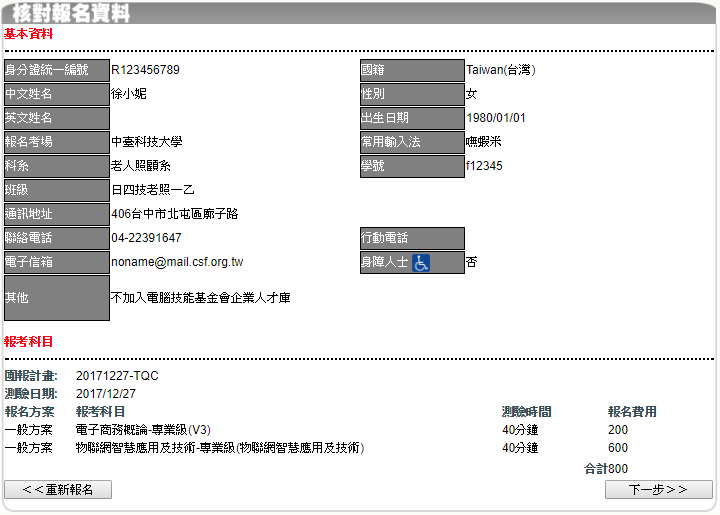 核對報名資料
基本資料
身分證統一編號 R123456789 國籍 Taiwan(台灣)
中文姓名 徐小妮 性別 女
英文姓名 出生日期 1980/01/01
報名考場 中臺科技大學 常用輸入法 嘸蝦米
科系 老人照顧系 學號 f12345
班級 日四技老照一乙
通訊地址 406台中市北屯區廍子路
聯絡電話 04-22391647 行動電話
電子信箱 noname@mail.csf.org.tw 身障人士 否
其他 不加入電腦技能基金會企業人才庫
報考科目
團報計畫: 20171227-TQC
測驗日期: 2017/12/27
報名方案 報考科目 測驗時間 報名費用
一般方案 電子商務概論-專業級(V3) 40分鐘 200
一般方案 物聯網智慧應用及技術-專業級(物聯網智慧應用及技術) 40分鐘 600
合計800
<<重新報名 下一步>>